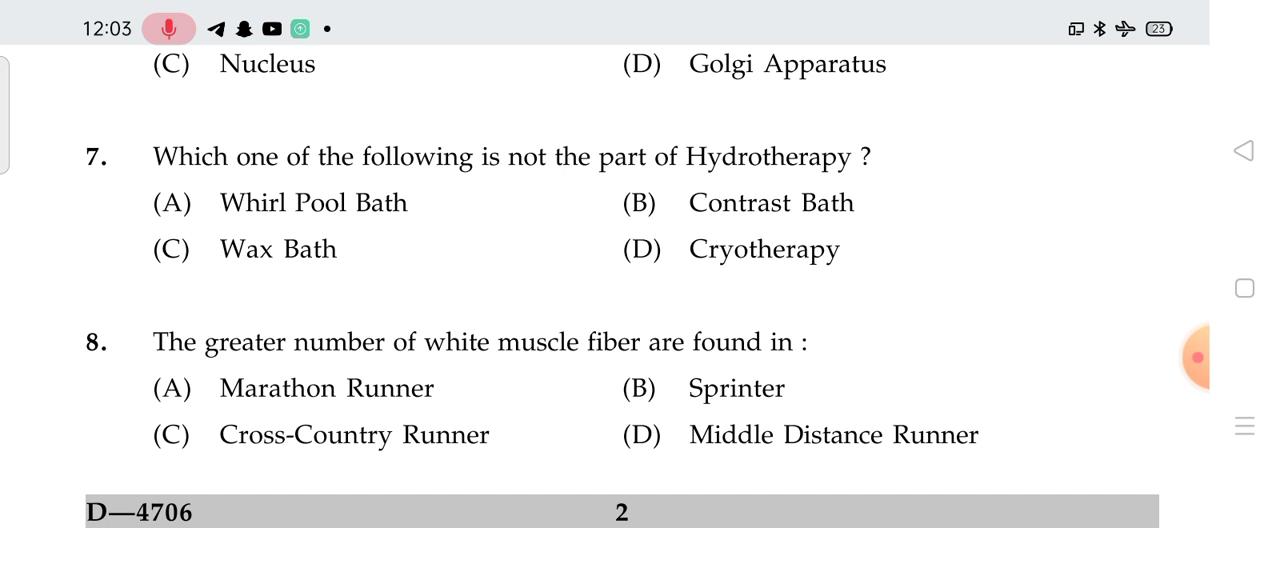 12:03 23
(C) Nucleus (D) Golgi Apparatus
7. Which one of the following is not the part of Hydrotherapy ?
(A) Whirl Pool Bath (B) Contrast Bath
(C) Wax Bath (D) Cryotherapy
8. The greater number of white muscle fiber are found in :
(A) Marathon Runner (B) Sprinter
(C) Cross-Country Runner (D) Middle Distance Runner
D—4706 2